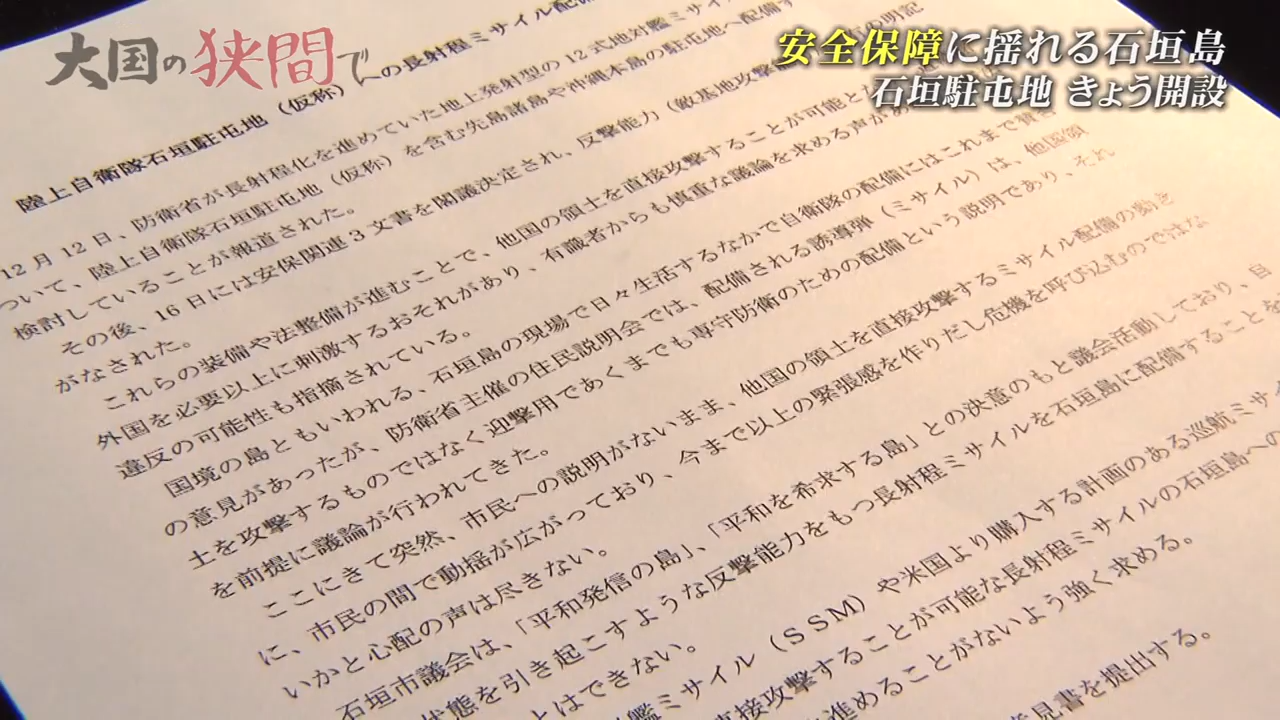 大国の狭間で
安全保障に揺れる石垣島
石垣駐屯地 きょう開設
陸上自衛隊石垣駐屯地（仮称）への長射程ミサイル配備
12月12日、防衛省が長射程化を進めていた地上発射型の12式地対艦ミサイル
ついて、陸上自衛隊石垣駐屯地（仮称）を含む先島諸島や沖縄本島の駐屯地へ配備す
検討していることが報道された。
その後、16日には安保関連3文書を閣議決定され、反撃能力（敵基地攻撃能
がなされた。
これらの装備や法整備が進むことで、他国の領土を直接攻撃することが可能とな
外国を必要以上に刺激するおそれがあり、有識者からも慎重な議論を求める声があ
違反の可能性も指摘されている。
国境の島ともいわれる、石垣島の現場で日々生活するなかで自衛隊の配備にはこれまで賛否
の意見があったが、防衛省主催の住民説明会では、配備される誘導弾（ミサイル）は、他国領
土を攻撃するものではなく迎撃用であくまでも専守防衛のための配備という説明であり、それ
を前提に議論が行われてきた。
ここにきて突然、市民への説明がないまま、他国の領土を直接攻撃するミサイル配備の動き
に、市民の間で動揺が広がっており、今まで以上の緊張感を作りだし危機を呼び込むのではな
いかと心配の声は尽きない。
石垣市議会は、「平和発信の島」、「平和を希求する島」との決意のもと議会活動しており、自
状態を引き起こすような反撃能力をもつ長射程ミサイルを石垣島に配備することを
とはできない。
艦ミサイル（ＳＳＭ）や米国より購入する計画のある巡航ミサイ
直接攻撃することが可能な長射程ミサイルの石垣島への
進めることがないよう強く求める。
意見書を提出する。